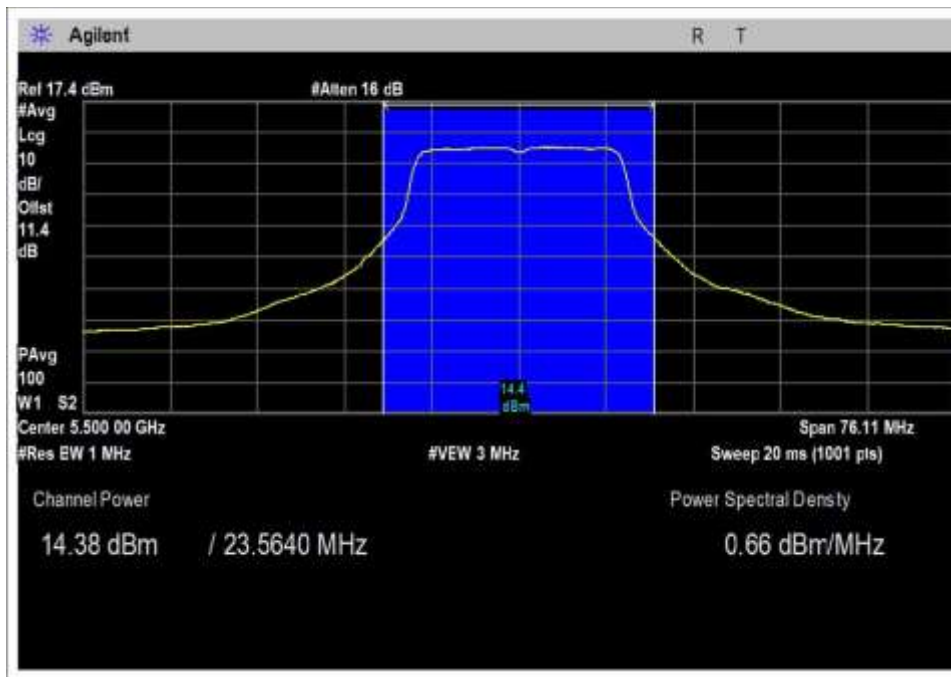 Agilent R T
Ref 17.4 dBm #Atten 16 dB
#Avg
Log
10
dB/
Offst
11.4
dB
PAvg
100
W1 S2
14.4
dBm
Center 5.500 00 GHz Span 76.11 MHz
#Res BW 1 MHz #VBW 3 MHz Sweep 20 ms (1001 pts)
Channel Power Power Spectral Density
14.38 dBm / 23.5640 MHz 0.66 dBm/MHz